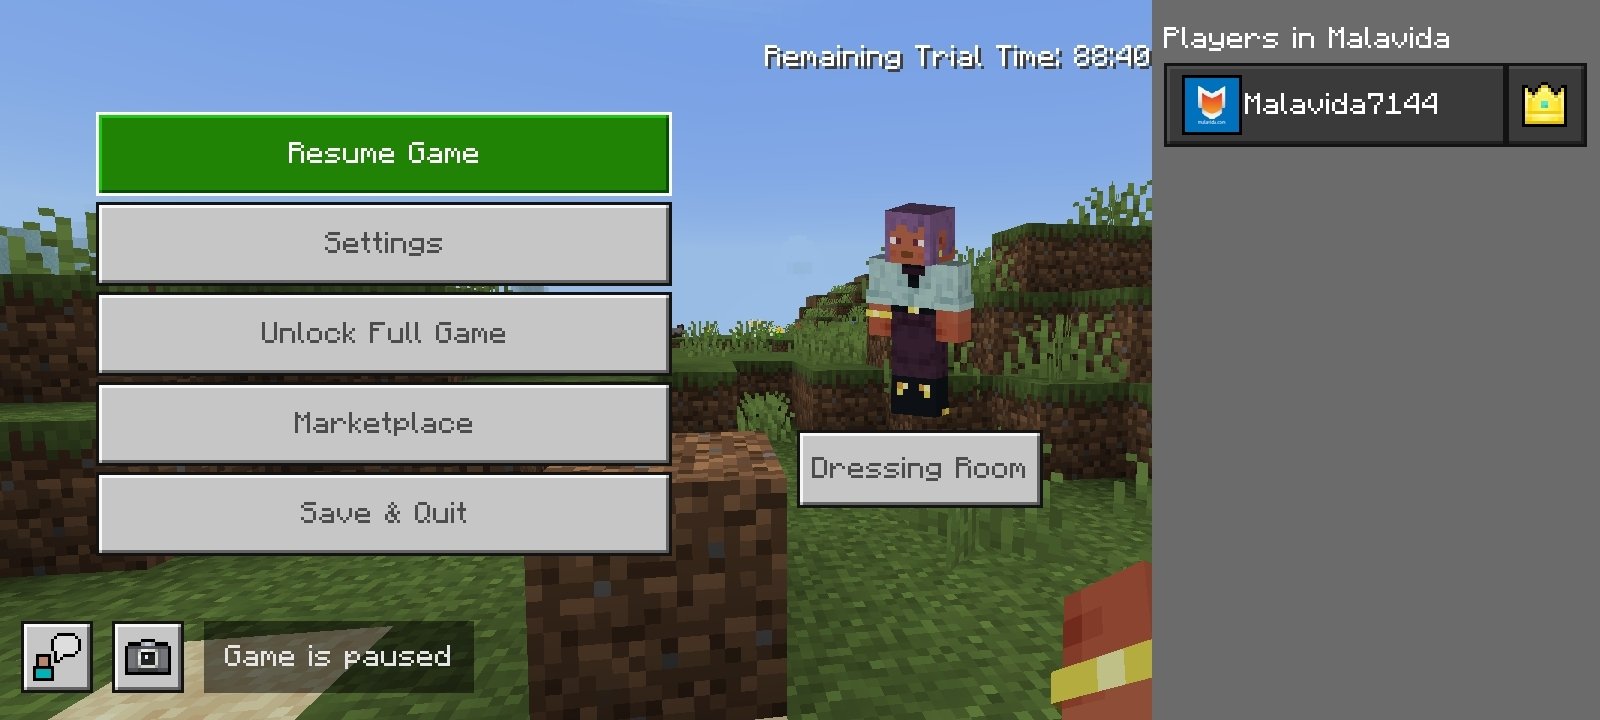 Remaining Trial Time: 88:40
Players in Malavida
Malavida7144
Resume Game
Settings
Unlock Full Game
Marketplace
Save & Quit
Dressing Room
Game is paused